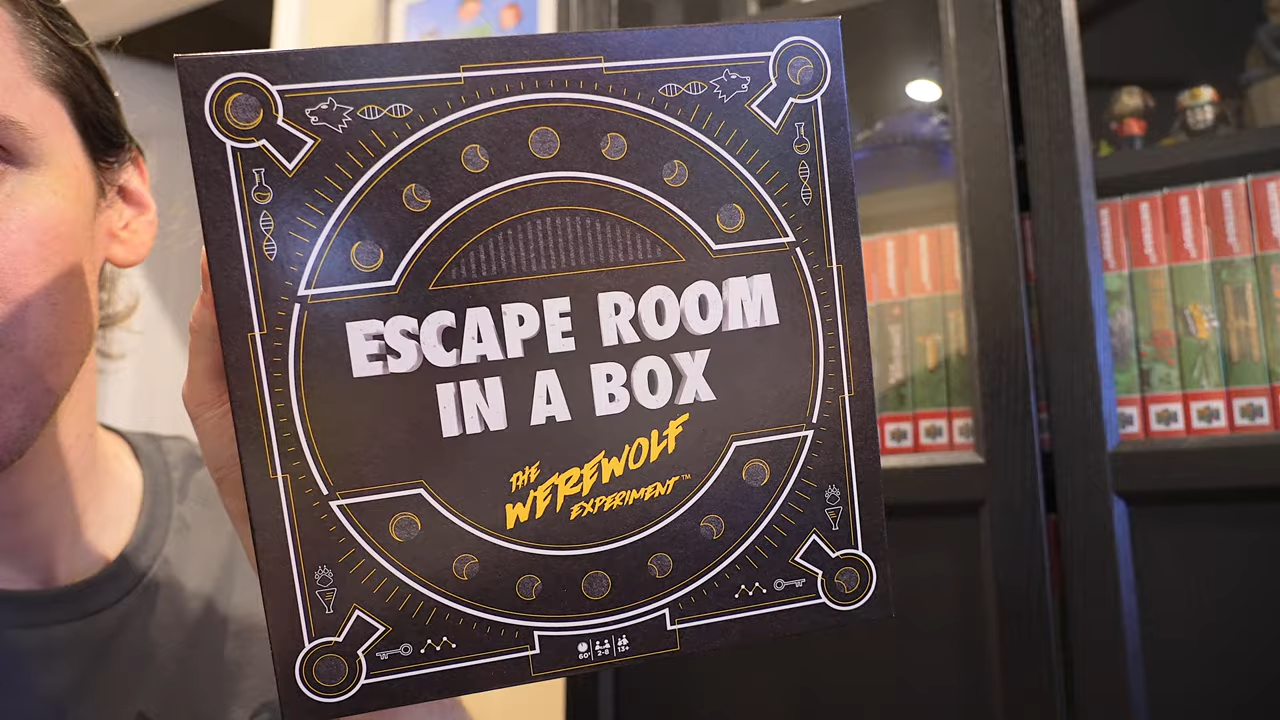 ESCAPE ROOM
IN A BOX
THE
WEREWOLF
EXPERIMENT™
60' 2-8 13+